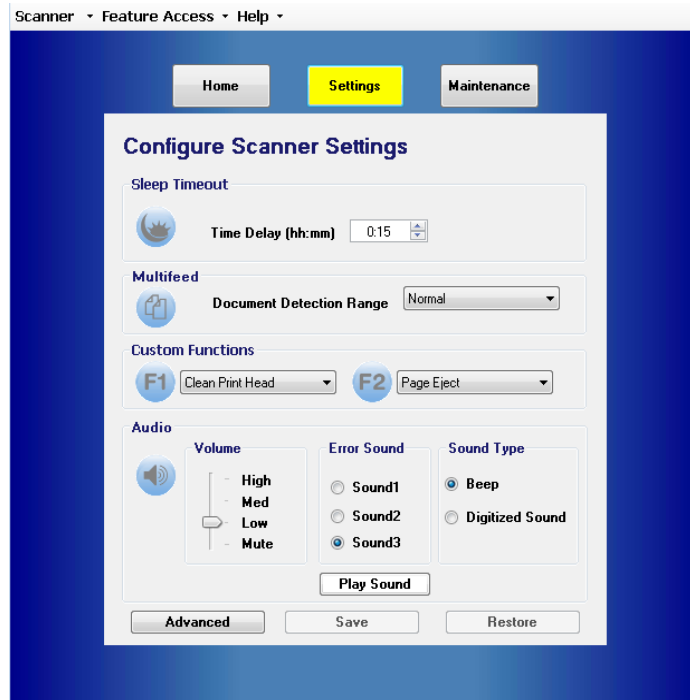 Scanner Feature Access Help
Home Settings Maintenance
Configure Scanner Settings
Sleep Timeout
Time Delay (hh:mm) 0:15
Multifeed
Document Detection Range Normal
Custom Functions
F1 Clean Print Head F2 Page Eject
Audio
Volume
High
Med
Low
Mute
Error Sound
Sound1
Sound2
Sound3
Sound Type
Beep
Digitized Sound
Play Sound
Advanced Save Restore